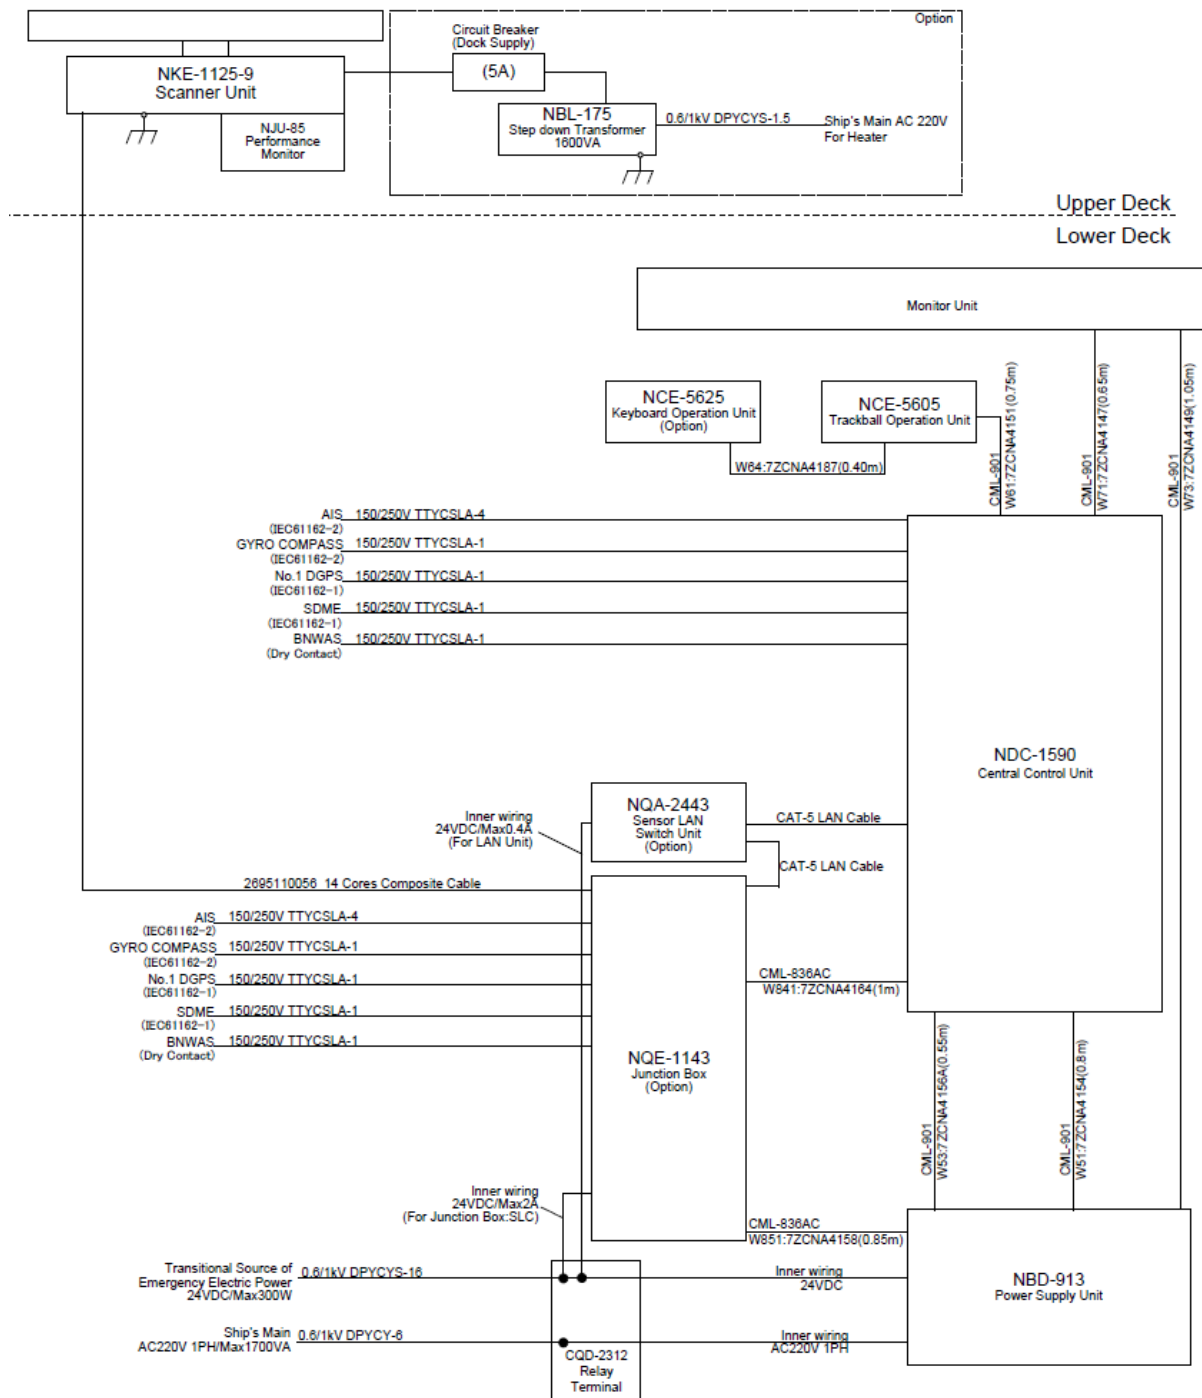 Option
Circuit Breaker
(Dock Supply)
(5A)
NKE-1125-9
Scanner Unit
NJU-85
Performance
Monitor
NBL-175
Step down Transformer
1600VA
0.6/1kV DPYCYS-1.5
Ship's Main AC 220V
For Heater
Upper Deck
Lower Deck
Monitor Unit
NCE-5625
Keyboard Operation Unit
(Option)
NCE-5605
Trackball Operation Unit
W64:7ZCNA4187(0.40m)
CML-901
W61:7ZCNA4151(0.75m)
CML-901
W71:7ZCNA4147(0.65m)
CML-901
W73:7ZCNA4149(1.05m)
AIS 150/250V TTYCSLA-4
(IEC61162-2)
GYRO COMPASS 150/250V TTYCSLA-1
(IEC61162-2)
No.1 DGPS 150/250V TTYCSLA-1
(IEC61162-1)
SDME 150/250V TTYCSLA-1
(IEC61162-1)
BNWAS 150/250V TTYCSLA-1
(Dry Contact)
NDC-1590
Central Control Unit
NQA-2443
Sensor LAN
Switch Unit
(Option)
Inner wiring
24VDC/Max0.4A
(For LAN Unit)
CAT-5 LAN Cable
CAT-5 LAN Cable
2695110056 14 Cores Composite Cable
AIS 150/250V TTYCSLA-4
(IEC61162-2)
GYRO COMPASS 150/250V TTYCSLA-1
(IEC61162-2)
No.1 DGPS 150/250V TTYCSLA-1
(IEC61162-1)
SDME 150/250V TTYCSLA-1
(IEC61162-1)
BNWAS 150/250V TTYCSLA-1
(Dry Contact)
CML-836AC
W841:7ZCNA4164(1m)
NQE-1143
Junction Box
(Option)
CML-901
W53:7ZCNA4156A(0.55m)
CML-901
W51:7ZCNA4154(0.8m)
Inner wiring
24VDC/Max2A
(For Junction Box:SLC)
CML-836AC
W851:7ZCNA4158(0.85m)
Transitional Source of
Emergency Electric Power
24VDC/Max300W
0.6/1kV DPYCYS-16
Inner wiring
24VDC
NBD-913
Power Supply Unit
Ship's Main
AC220V 1PH/Max1700VA
0.6/1kV DPYCY-6
Inner wiring
AC220V 1PH
CQD-2312
Relay
Terminal